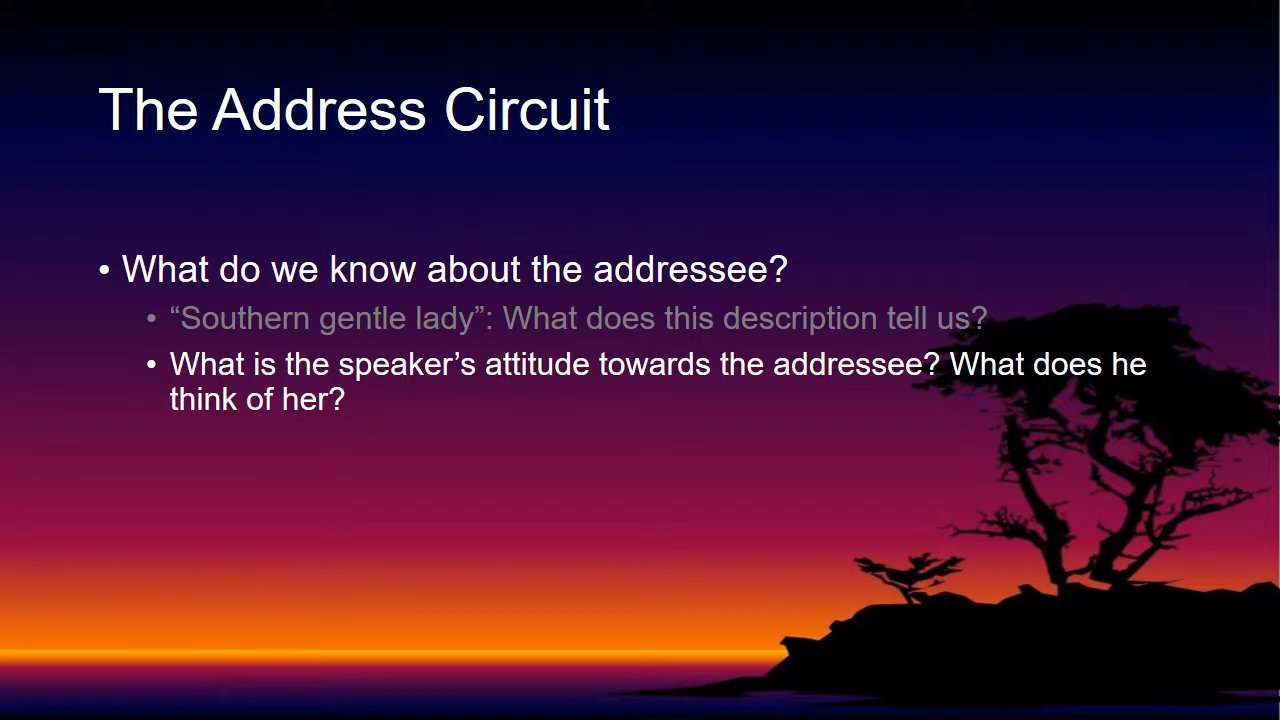 The Address Circuit
• What do we know about the addressee?
• “Southern gentle lady”: What does this description tell us?
• What is the speaker’s attitude towards the addressee? What does he
think of her?